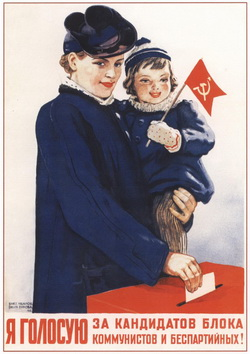 Я ГОЛОСУЮ ЗА КАНДИДАТОВ БЛОКА
КОММУНИСТОВ И БЕСПАРТИЙНЫХ!